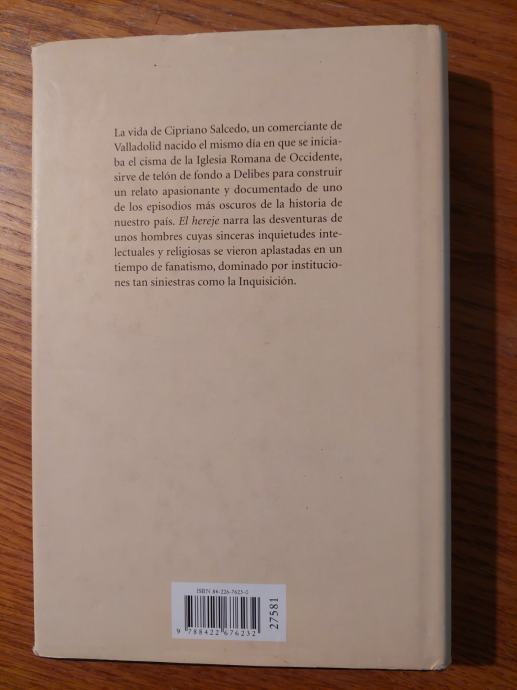 La vida de Cipriano Salcedo, un comerciante de
Valladolid nacido el mismo día en que se inicia-
ba el cisma de la Iglesia Romana de Occidente,
sirve de telón de fondo a Delibes para construir
un relato apasionante y documentado de uno
de los episodios más oscuros de la historia de
nuestro país. El hereje narra las desventuras de
unos hombres cuyas sinceras inquietudes inte-
lectuales y religiosas se vieron aplastadas en un
tiempo de fanatismo, dominado por institucio-
nes tan siniestras como la Inquisición.
ISBN 84-226-7623-0
27581
9 788422 676232